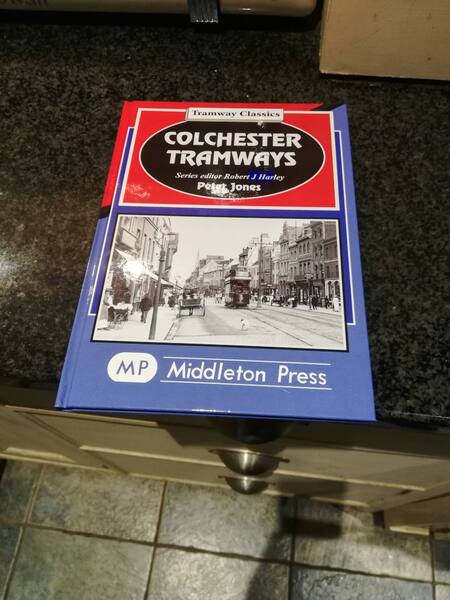 Tramway Classics
COLCHESTER
TRAMWAYS
Series editor Robert J Harley
Peter Jones
MP Middleton Press